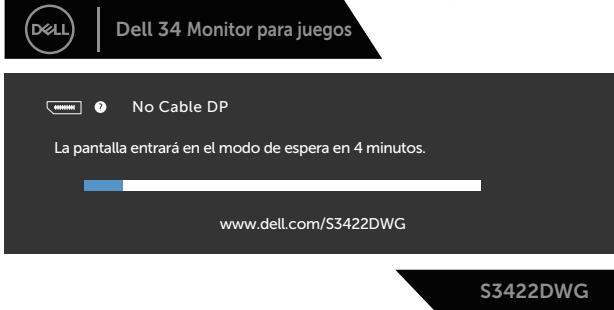 DELL
Dell 34 Monitor para juegos
? No Cable DP
La pantalla entrará en el modo de espera en 4 minutos.
www.dell.com/S3422DWG
S3422DWG